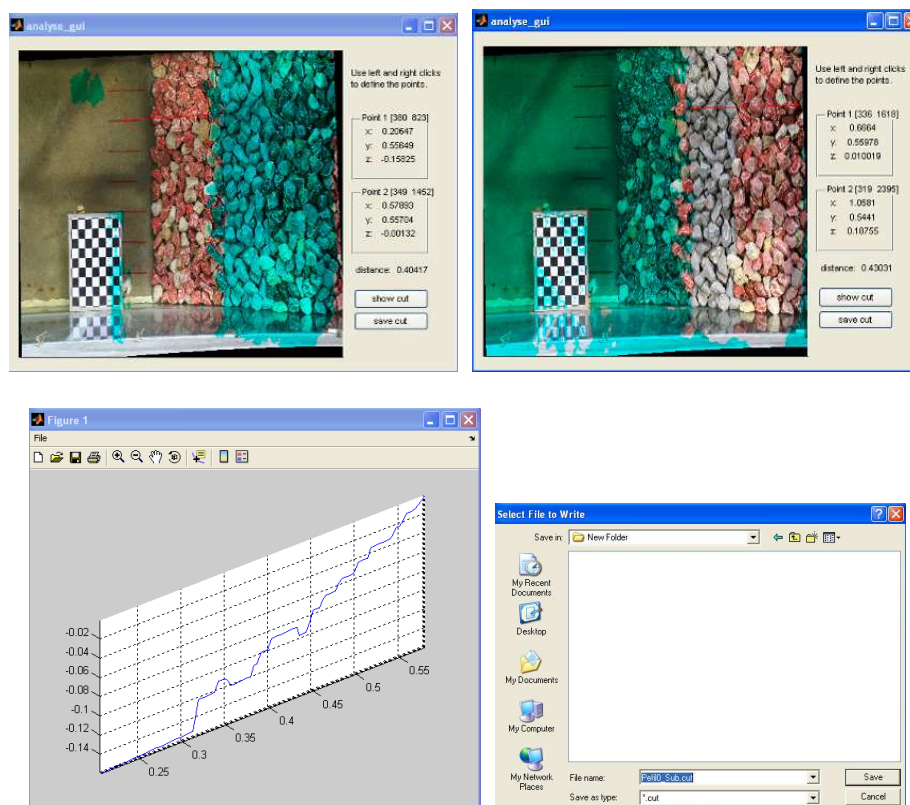 analyse_gui
Use left and right clicks
to define the points.
Point 1 [380 823]
x: 0.20647
y: 0.55649
z: -0.15825
Point 2 [349 1452]
x: 0.57893
y: 0.55704
z: -0.00132
distance: 0.40417
show cut
save cut
analyse_gui
Use left and right clicks
to define the points.
Point 1 [336 1618]
x: 0.6664
y: 0.55978
z: 0.010019
Point 2 [319 2395]
x: 1.0581
y: 0.5441
z: 0.18755
distance: 0.43031
show cut
save cut
Figure 1
File
-0.02
-0.04
-0.06
-0.08
-0.1
-0.12
-0.14
0.25
0.3
0.35
0.4
0.45
0.5
0.55
Select File to Write
Save in: New Folder
My Recent
Documents
Desktop
My Documents
My Computer
My Network
Places
File name: Pefil0_Sub.cut
Save
Save as type: *.cut
Cancel